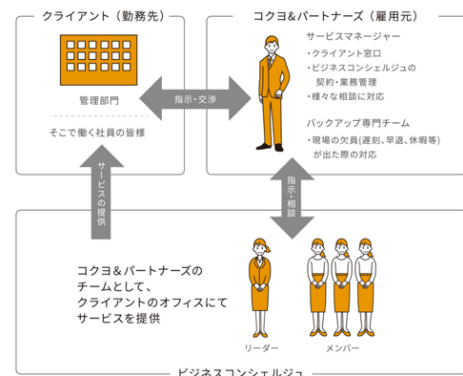 クライアント（勤務先）
管理部門
そこで働く社員の皆様
指示・交渉
コクヨ&パートナーズ（雇用元）
サービスマネージャー
・クライアント窓口
・ビジネスコンシェルジュの
契約・業務管理
・様々な相談に対応
バックアップ専門チーム
・現場の欠員(遅刻、早退、休暇等)
が出た際の対応
サービスの提供
指示・相談
コクヨ&パートナーズの
チームとして、
クライアントのオフィスにて
サービスを提供
リーダー
メンバー
ビジネスコンシェルジュ